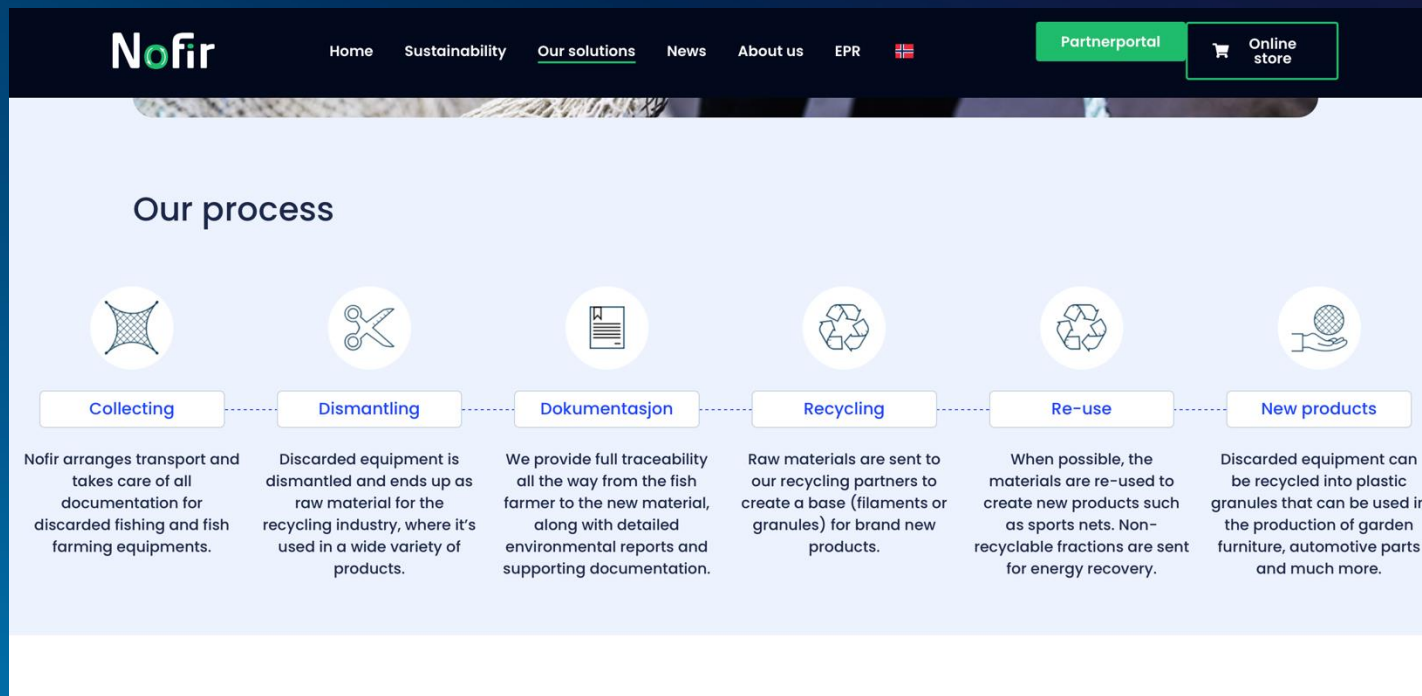 Nofir
Home
Sustainability
Our solutions
News
About us
EPR
Partnerportal
Online
store
Our process
Collecting
Nofir arranges transport and
takes care of all
documentation for
discarded fishing and fish
farming equipments.
Dismantling
Discarded equipment is
dismantled and ends up as
raw material for the
recycling industry, where it’s
used in a wide variety of
products.
Dokumentasjon
We provide full traceability
all the way from the fish
farmer to the new material,
along with detailed
environmental reports and
supporting documentation.
Recycling
Raw materials are sent to
our recycling partners to
create a base (filaments or
granules) for brand new
products.
Re-use
When possible, the
materials are re-used to
create new products such
as sports nets. Non-
recyclable fractions are sent
for energy recovery.
New products
Discarded equipment can
be recycled into plastic
granules that can be used in
the production of garden
furniture, automotive parts
and much more.